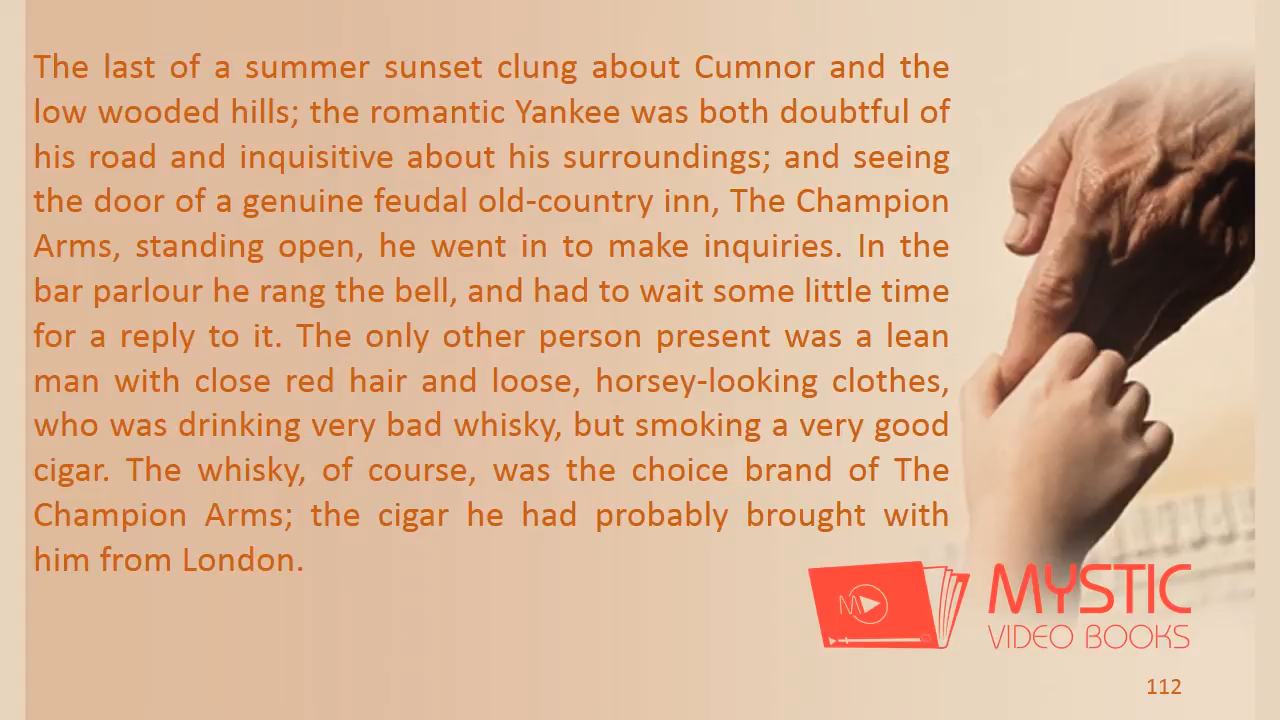 The last of a summer sunset clung about Cumnor and the
low wooded hills; the romantic Yankee was both doubtful of
his road and inquisitive about his surroundings; and seeing
the door of a genuine feudal old-country inn, The Champion
Arms, standing open, he went in to make inquiries. In the
bar parlour he rang the bell, and had to wait some little time
for a reply to it. The only other person present was a lean
man with close red hair and loose, horsey-looking clothes,
who was drinking very bad whisky, but smoking a very good
cigar. The whisky, of course, was the choice brand of The
Champion Arms; the cigar he had probably brought with
him from London.
MYSTIC
VIDEO BOOKS
112